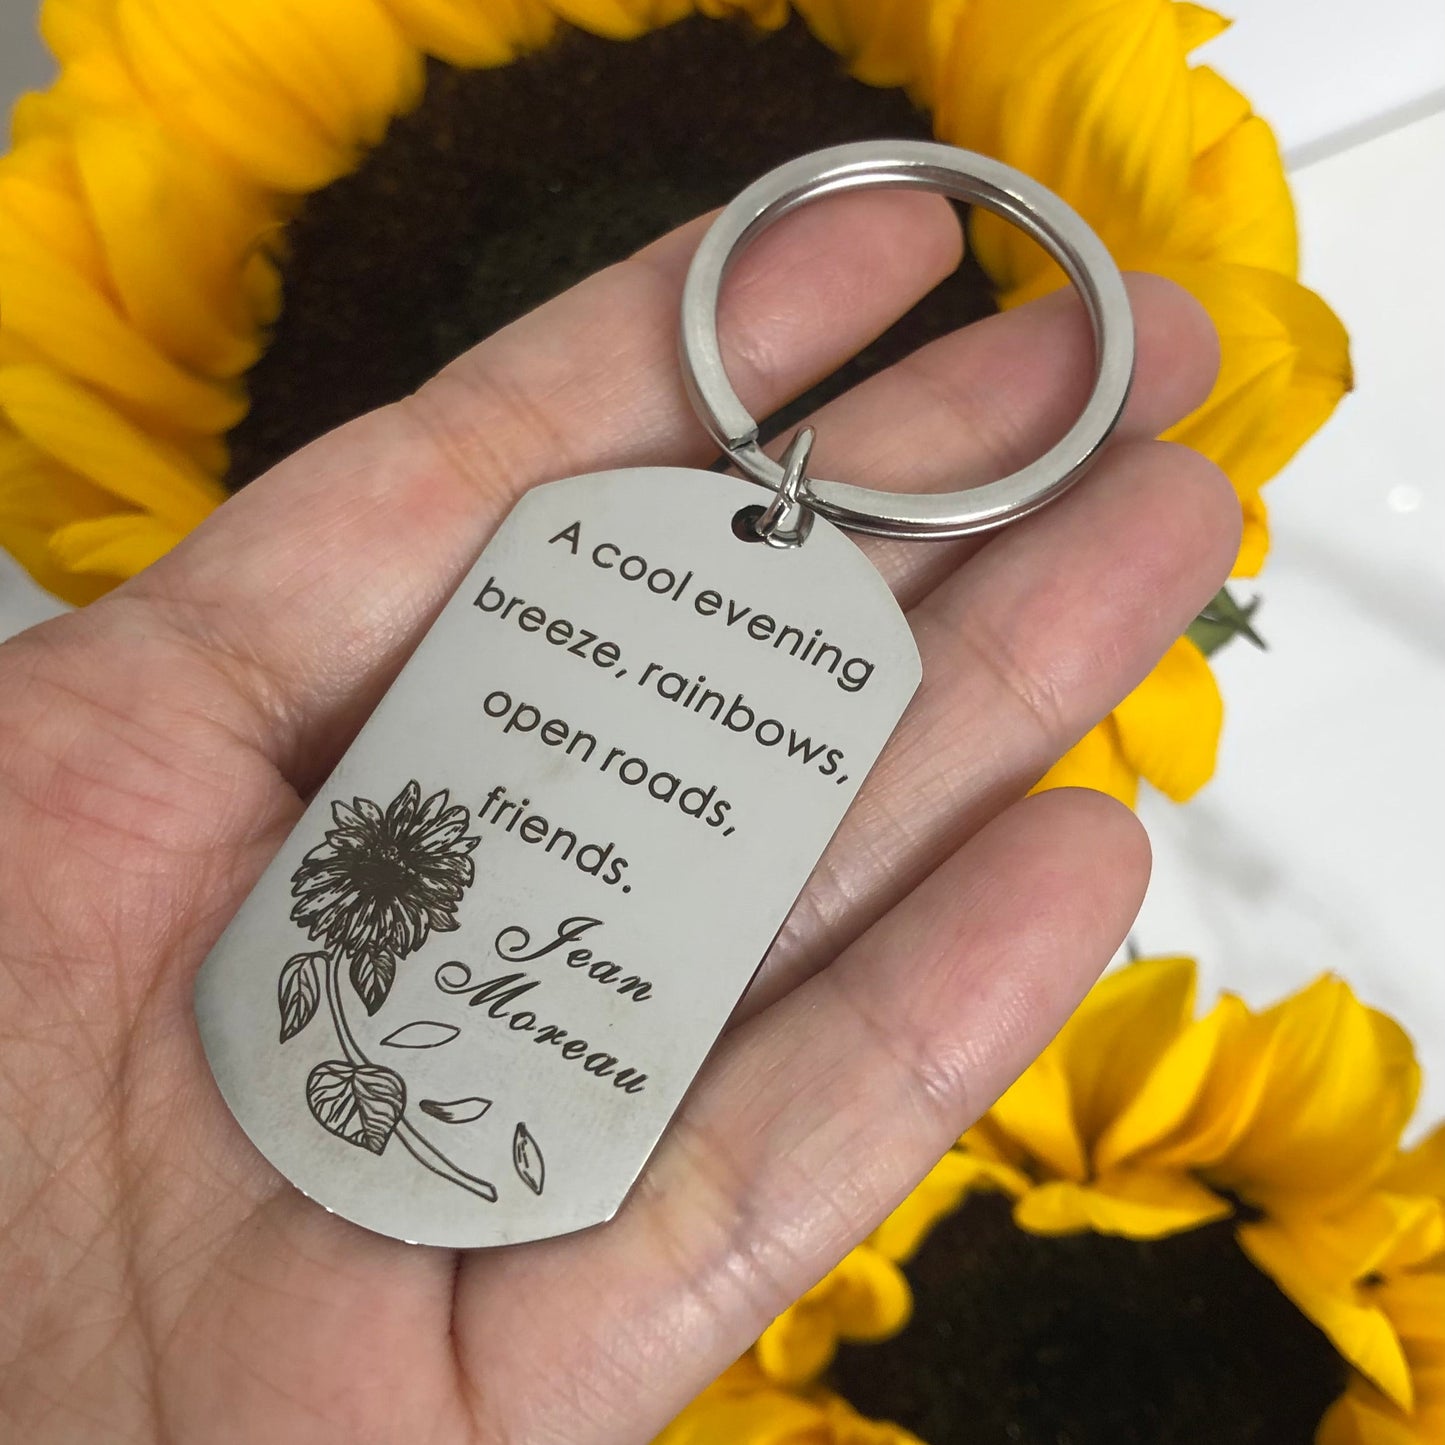 A cool evening
breeze, rainbows,
open roads,
friends.
Jean
Moreau